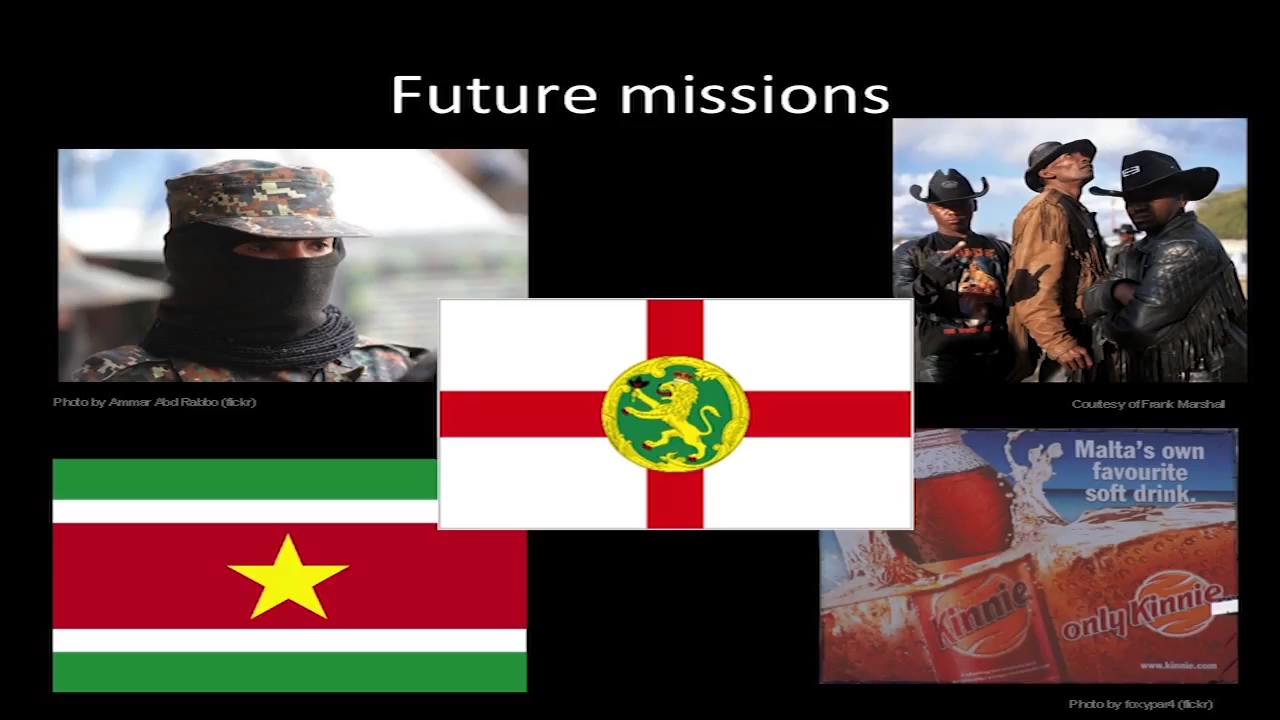 Future missions
Photo by Ammar Abd Rabbo (flickr)
Courtesy of Frank Marshall
Malta's own
favourite
soft drink.
Kinnie
only Kinnie
www.kinnie.com
Photo by foxypar4 (flickr)